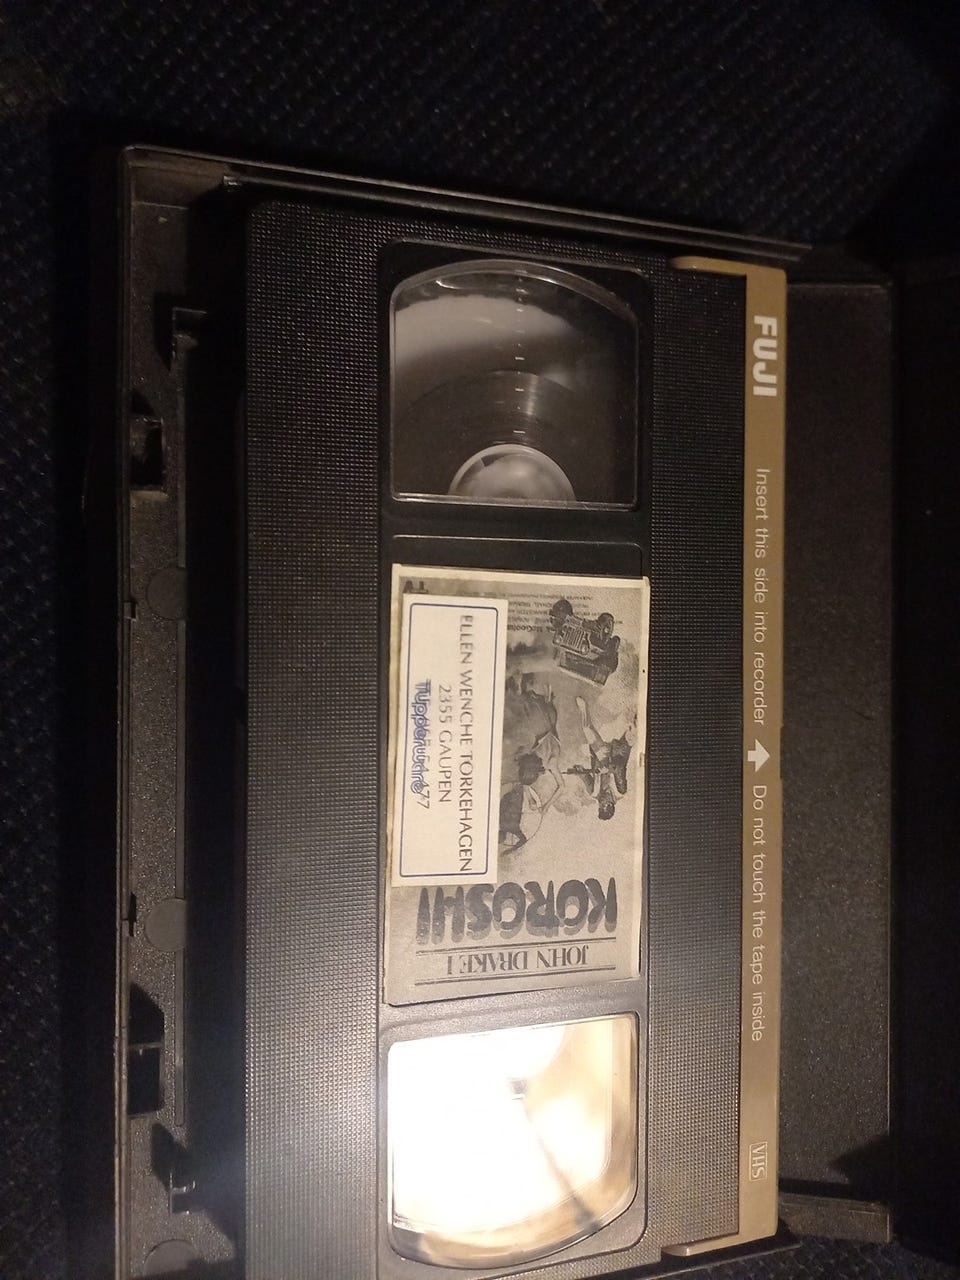 FUJI
Insert this side into recorder
Do not touch the tape inside
VHS
JOHN DRAKE I
KOROSHI
ELLEN WENCHE TORKEHAGEN
2355 GAUPEN
Tupperware